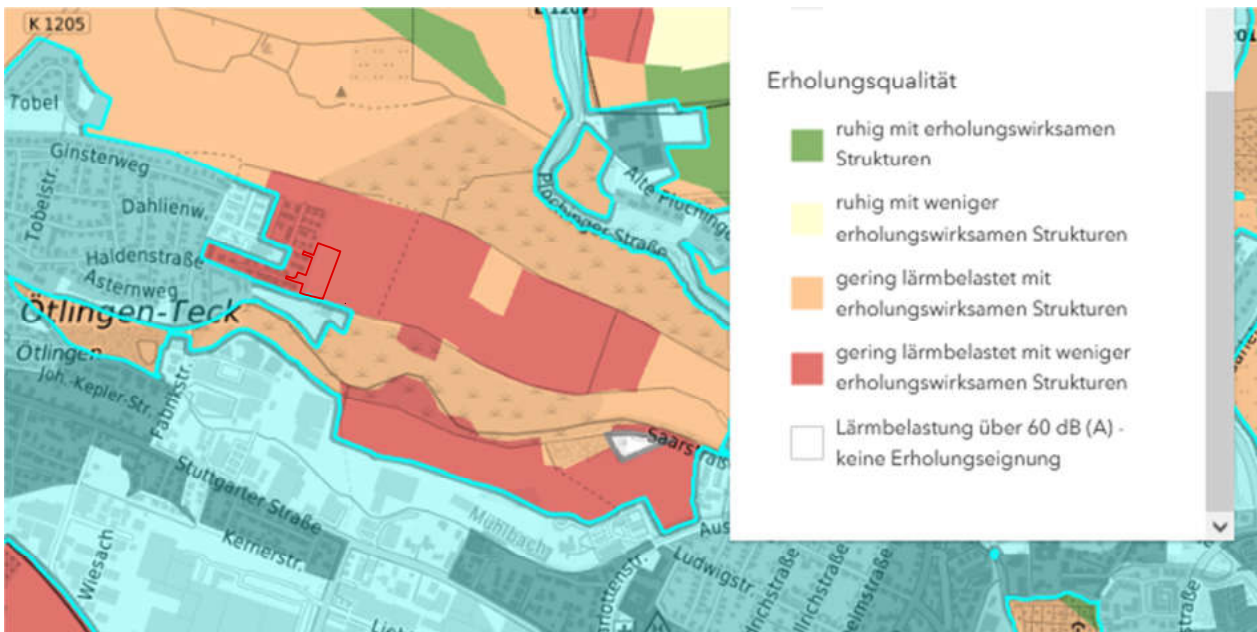 K 1205
Tobel
Ginsterweg
Tobelstr.
Dahlienw.
Haldenstraße
Asternweg
Ötlingen-Teck
Ötlingen
Joh.-Kepler-Str.
Fabrikstr.
Stuttgarter Straße
Kernerstr.
Wiesach
Mühlbach
Plochinger Straße
Alte Plochinge
Saarstraße
Ludwigstr.
Erholungsqualität
ruhig mit erholungswirksamen
Strukturen
ruhig mit weniger
erholungswirksamen Strukturen
gering lärmbelastet mit
erholungswirksamen Strukturen
gering lärmbelastet mit weniger
erholungswirksamen Strukturen
Lärmbelastung über 60 dB (A) -
keine Erholungseignung